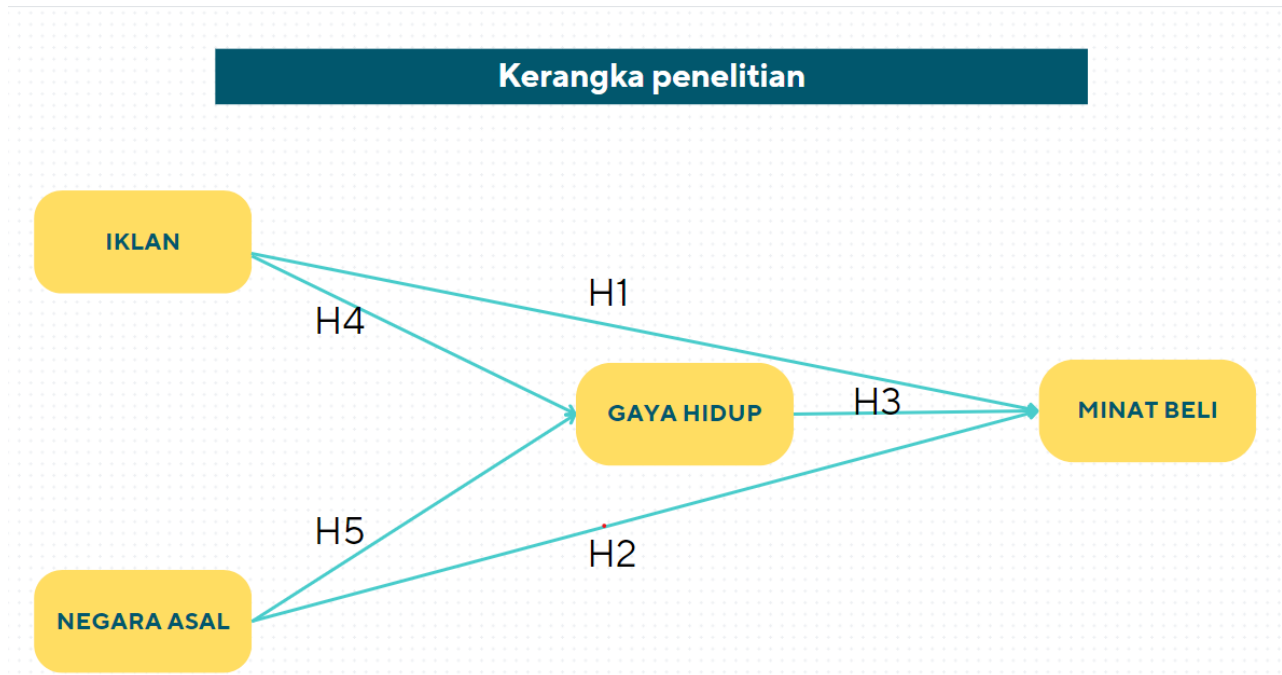 Kerangka penelitian
IKLAN
H1
H4
GAYA HIDUP
H3
MINAT BELI
H5
H2
NEGARA ASAL